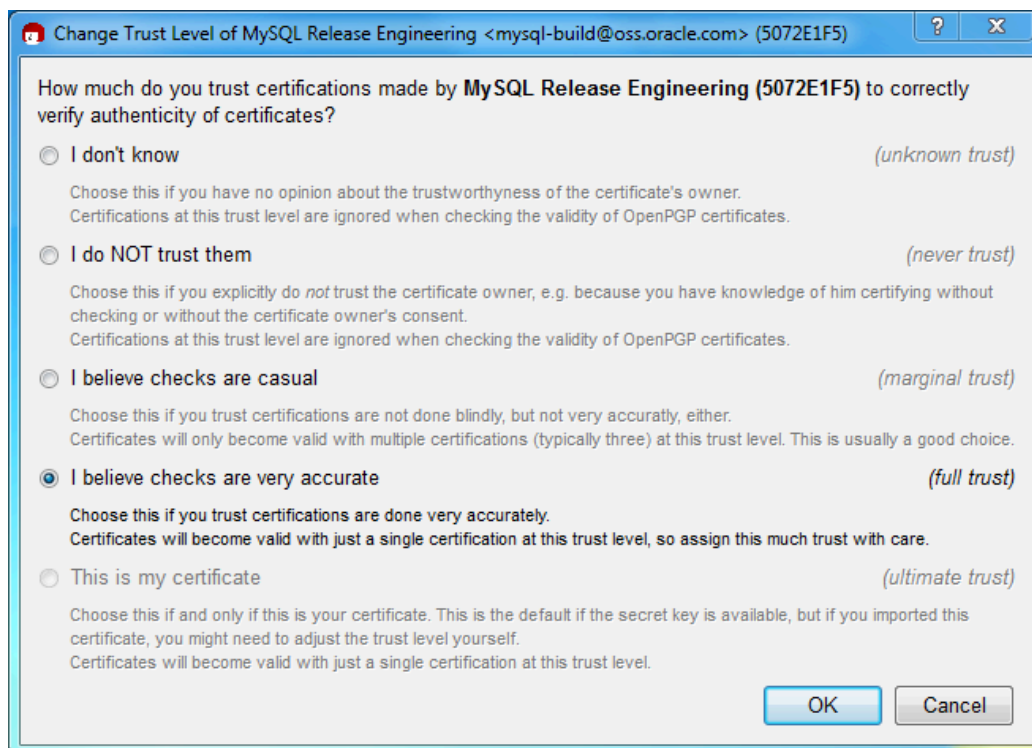 Change Trust Level of MySQL Release Engineering <mysql-build@oss.oracle.com> (5072E1F5)
How much do you trust certifications made by MySQL Release Engineering (5072E1F5) to correctly
verify authenticity of certificates?
I don't know (unknown trust)
Choose this if you have no opinion about the trustworthyness of the certificate's owner.
Certifications at this trust level are ignored when checking the validity of OpenPGP certificates.
I do NOT trust them (never trust)
Choose this if you explicitly do not trust the certificate owner, e.g. because you have knowledge of him certifying without
checking or without the certificate owner's consent.
Certifications at this trust level are ignored when checking the validity of OpenPGP certificates.
I believe checks are casual (marginal trust)
Choose this if you trust certifications are not done blindly, but not very accuratly, either.
Certificates will only become valid with multiple certifications (typically three) at this trust level. This is usually a good choice.
I believe checks are very accurate (full trust)
Choose this if you trust certifications are done very accurately.
Certificates will become valid with just a single certification at this trust level, so assign this much trust with care.
This is my certificate (ultimate trust)
Choose this if and only if this is your certificate. This is the default if the secret key is available, but if you imported this
certificate, you might need to adjust the trust level yourself.
Certificates will become valid with just a single certification at this trust level.
OK Cancel